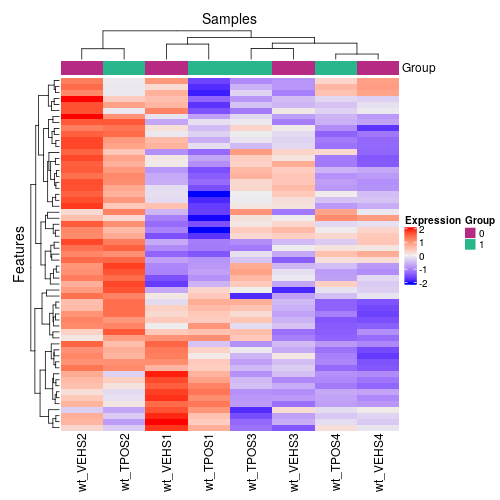 Samples
Group
Features
Expression Group
2
1
0
-1
-2
0
1
wt_VEHS2
wt_TPOS2
wt_VEHS1
wt_TPOS1
wt_TPOS3
wt_VEHS3
wt_TPOS4
wt_VEHS4